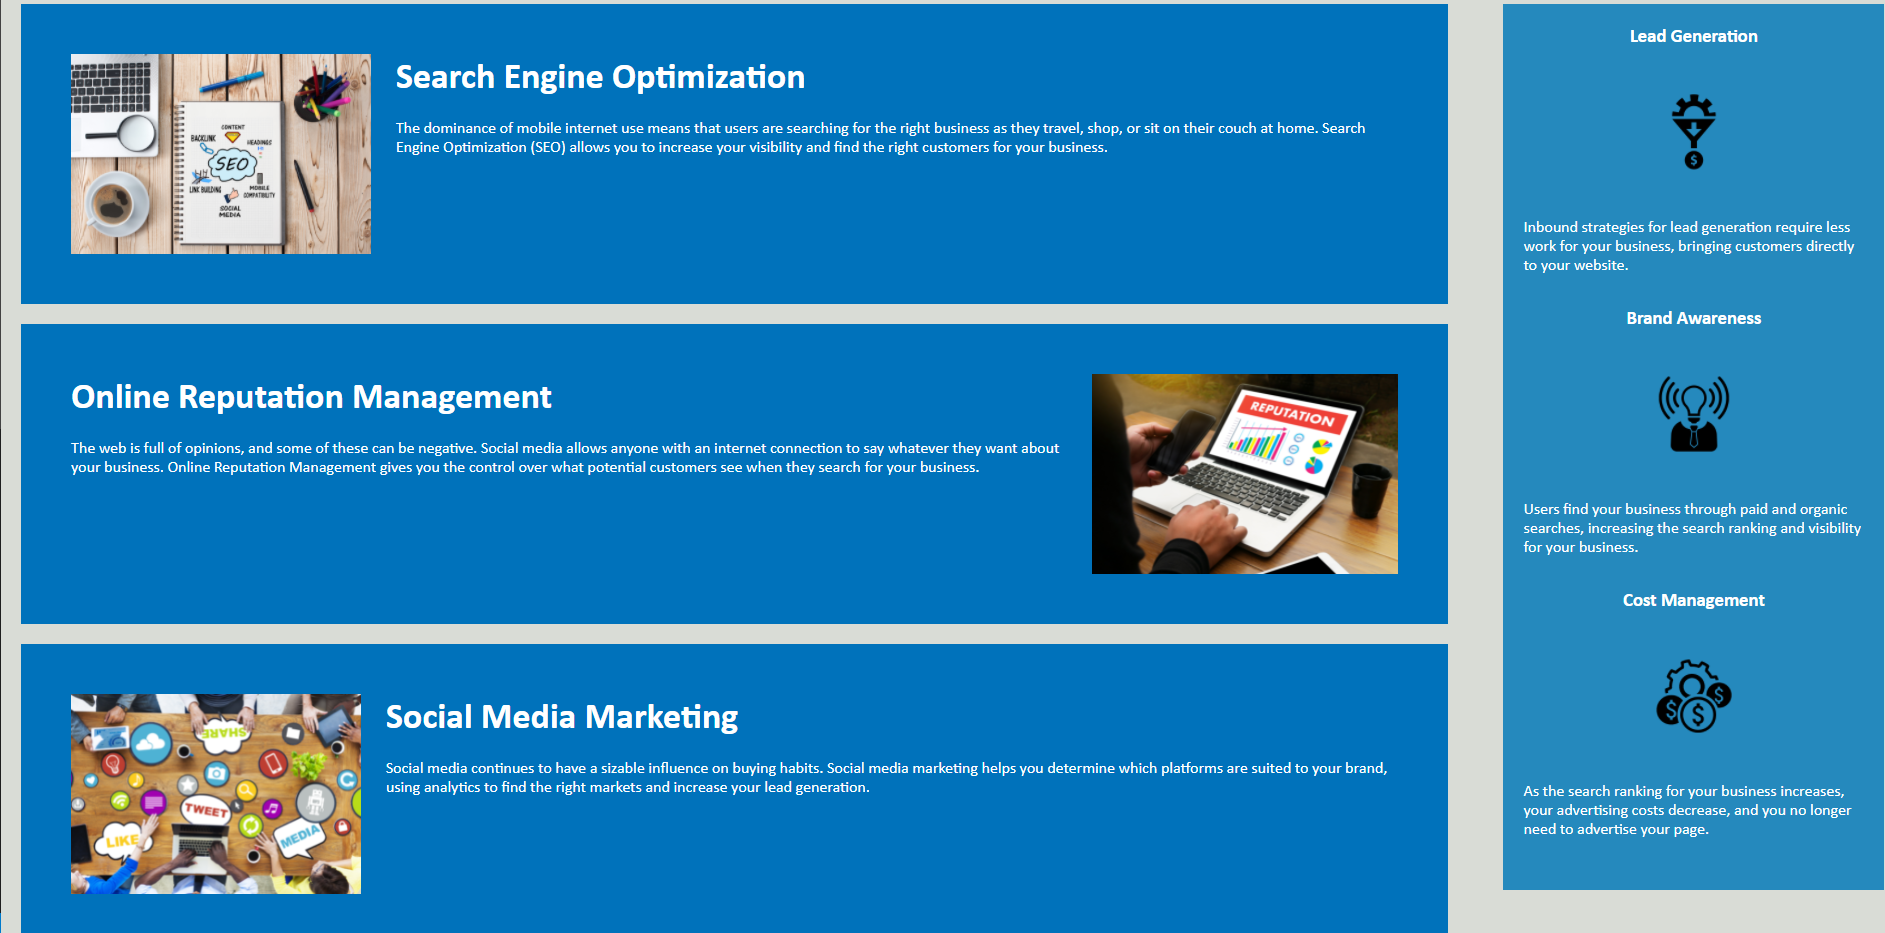 Search Engine Optimization
The dominance of mobile internet use means that users are searching for the right business as they travel, shop, or sit on their couch at home. Search
Engine Optimization (SEO) allows you to increase your visibility and find the right customers for your business.
CONTENT
BACKLINK
HEADINGS
SEO
LINK BUILDING
MOBILE
COMPATIBILITY
SOCIAL
MEDIA
Online Reputation Management
The web is full of opinions, and some of these can be negative. Social media allows anyone with an internet connection to say whatever they want about
your business. Online Reputation Management gives you the control over what potential customers see when they search for your business.
REPUTATION
Social Media Marketing
Social media continues to have a sizable influence on buying habits. Social media marketing helps you determine which platforms are suited to your brand,
using analytics to find the right markets and increase your lead generation.
SHARE
TWEET
LIKE
MEDIA
Lead Generation
$
Inbound strategies for lead generation require less
work for your business, bringing customers directly
to your website.
Brand Awareness
Users find your business through paid and organic
searches, increasing the search ranking and visibility
for your business.
Cost Management
$
$
$
As the search ranking for your business increases,
your advertising costs decrease, and you no longer
need to advertise your page.